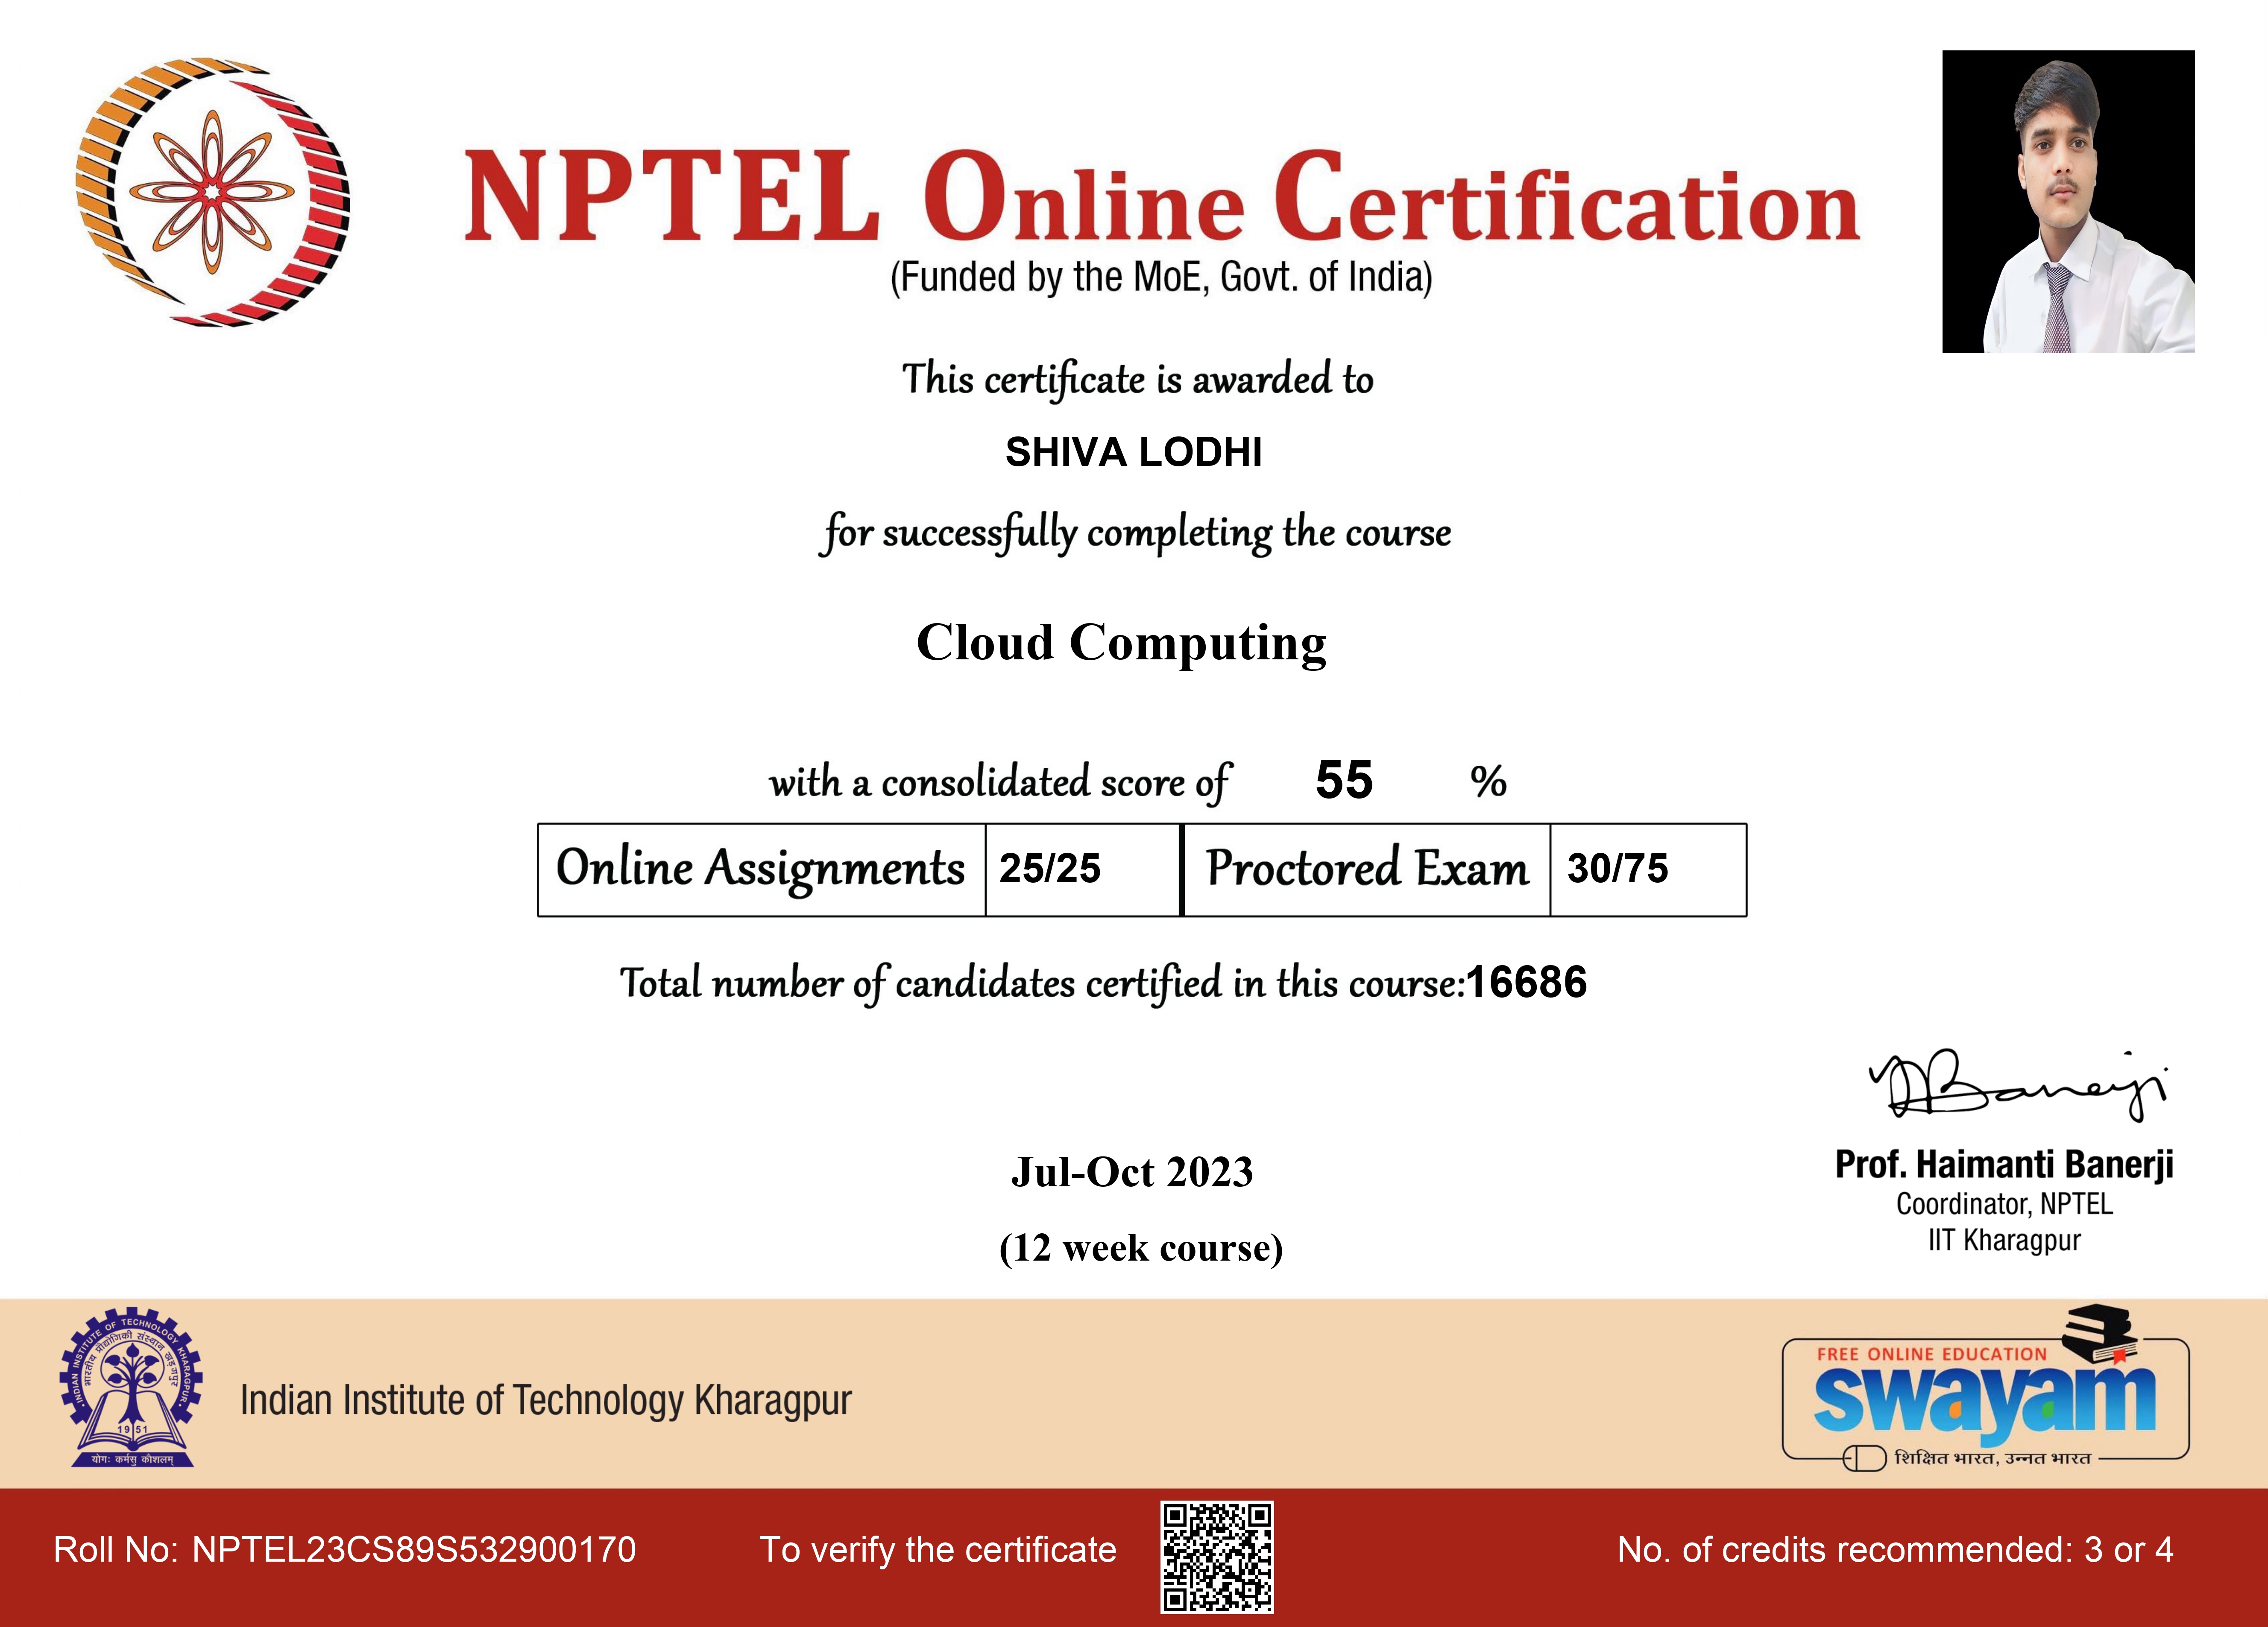 NPTEL Online Certification
(Funded by the MoE, Govt. of India)
This certificate is awarded to
SHIVA LODHI
for successfully completing the course
Cloud Computing
with a consolidated score of 55 %
Online Assignments 25/25 Proctored Exam 30/75
Total number of candidates certified in this course:16686
Jul-Oct 2023
(12 week course)
Prof. Haimanti Banerji
Coordinator, NPTEL
IIT Kharagpur
INDIAN INSTITUTE OF TECHNOLOGY KHARAGPUR
भारतीय प्रौद्योगिकी संस्थान खड़गपुर
1951
योगः कर्मसु कौशलम्
Indian Institute of Technology Kharagpur
FREE ONLINE EDUCATION
swayam
शिक्षित भारत, उन्नत भारत
Roll No: NPTEL23CS89S532900170
To verify the certificate
No. of credits recommended: 3 or 4